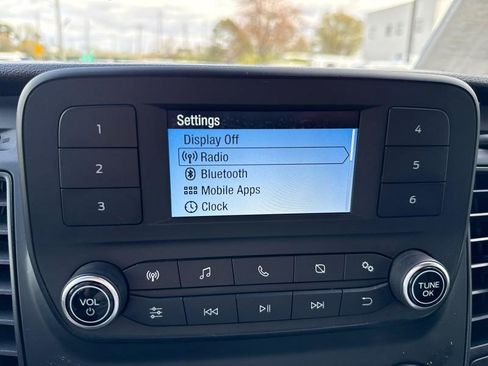 Settings
Display Off
Radio
Bluetooth
Mobile Apps
Clock
1
2
3
4
5
6
VOL
TUNE
OK